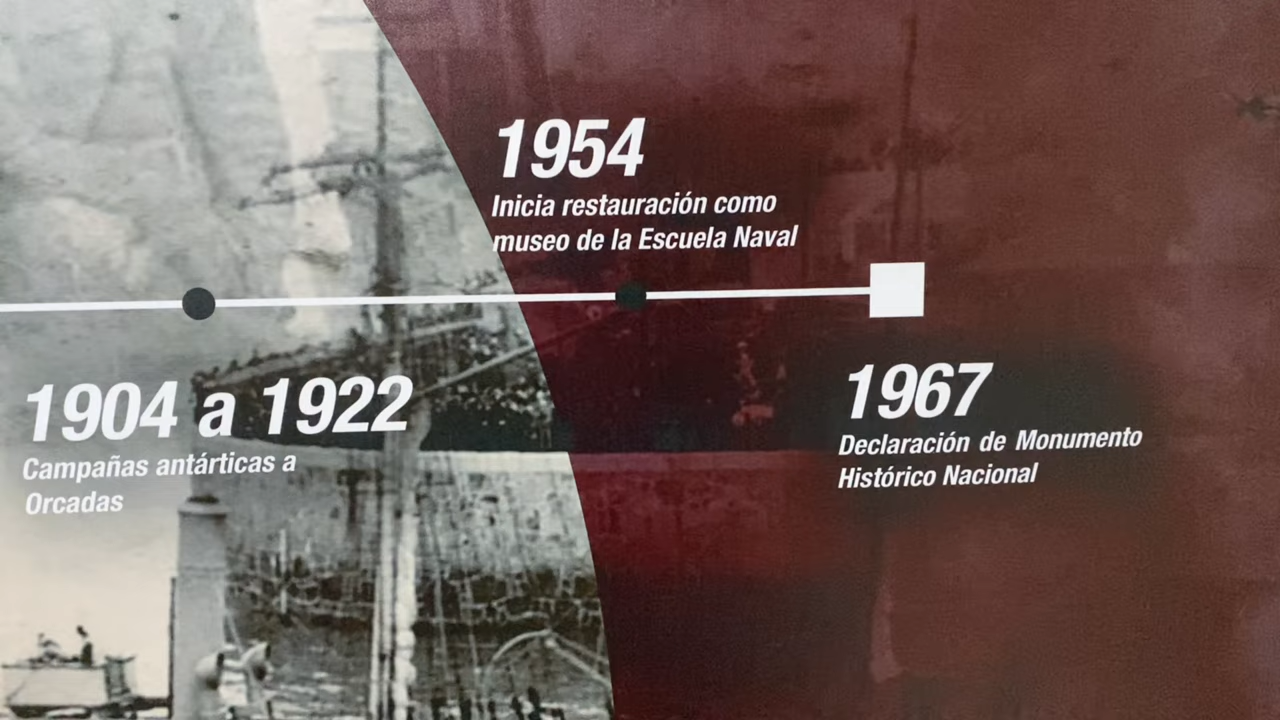 1954
Inicia restauración como
museo de la Escuela Naval
1904 a 1922
Campañas antárticas a
Orcadas
1967
Declaración de Monumento
Histórico Nacional